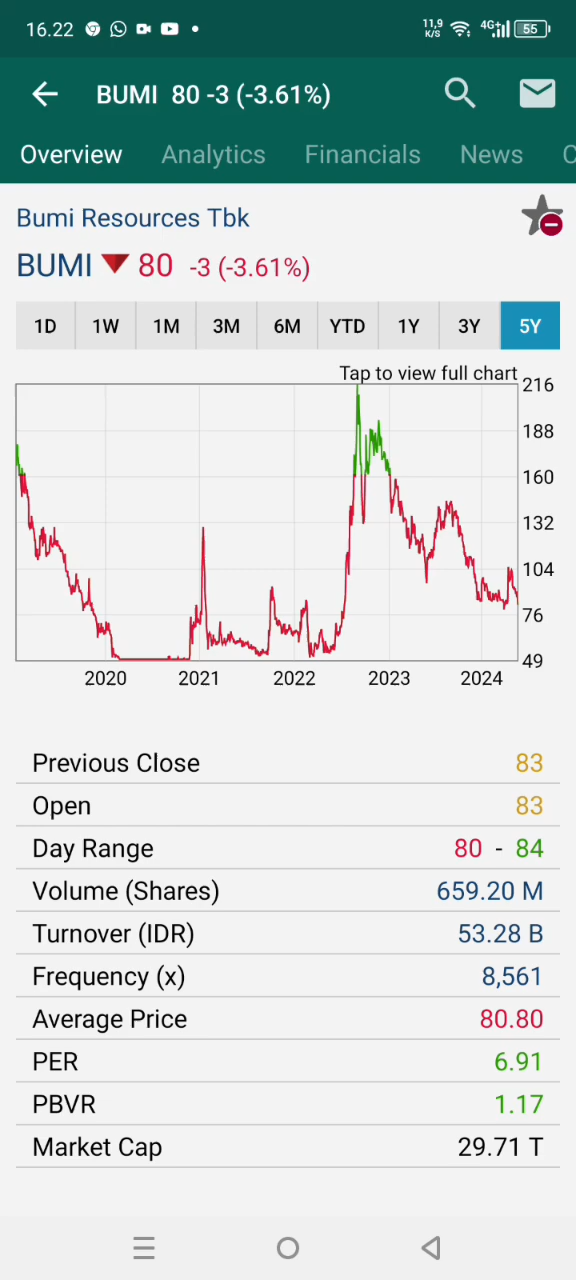 16.22 11,9 K/S 4G+ 55
BUMI 80 -3 (-3.61%)
Overview Analytics Financials News C
Bumi Resources Tbk
BUMI 80 -3 (-3.61%)
1D 1W 1M 3M 6M YTD 1Y 3Y 5Y
Tap to view full chart
216
188
160
132
104
76
49
2020 2021 2022 2023 2024
Previous Close 83
Open 83
Day Range 80 - 84
Volume (Shares) 659.20 M
Turnover (IDR) 53.28 B
Frequency (x) 8,561
Average Price 80.80
PER 6.91
PBVR 1.17
Market Cap 29.71 T